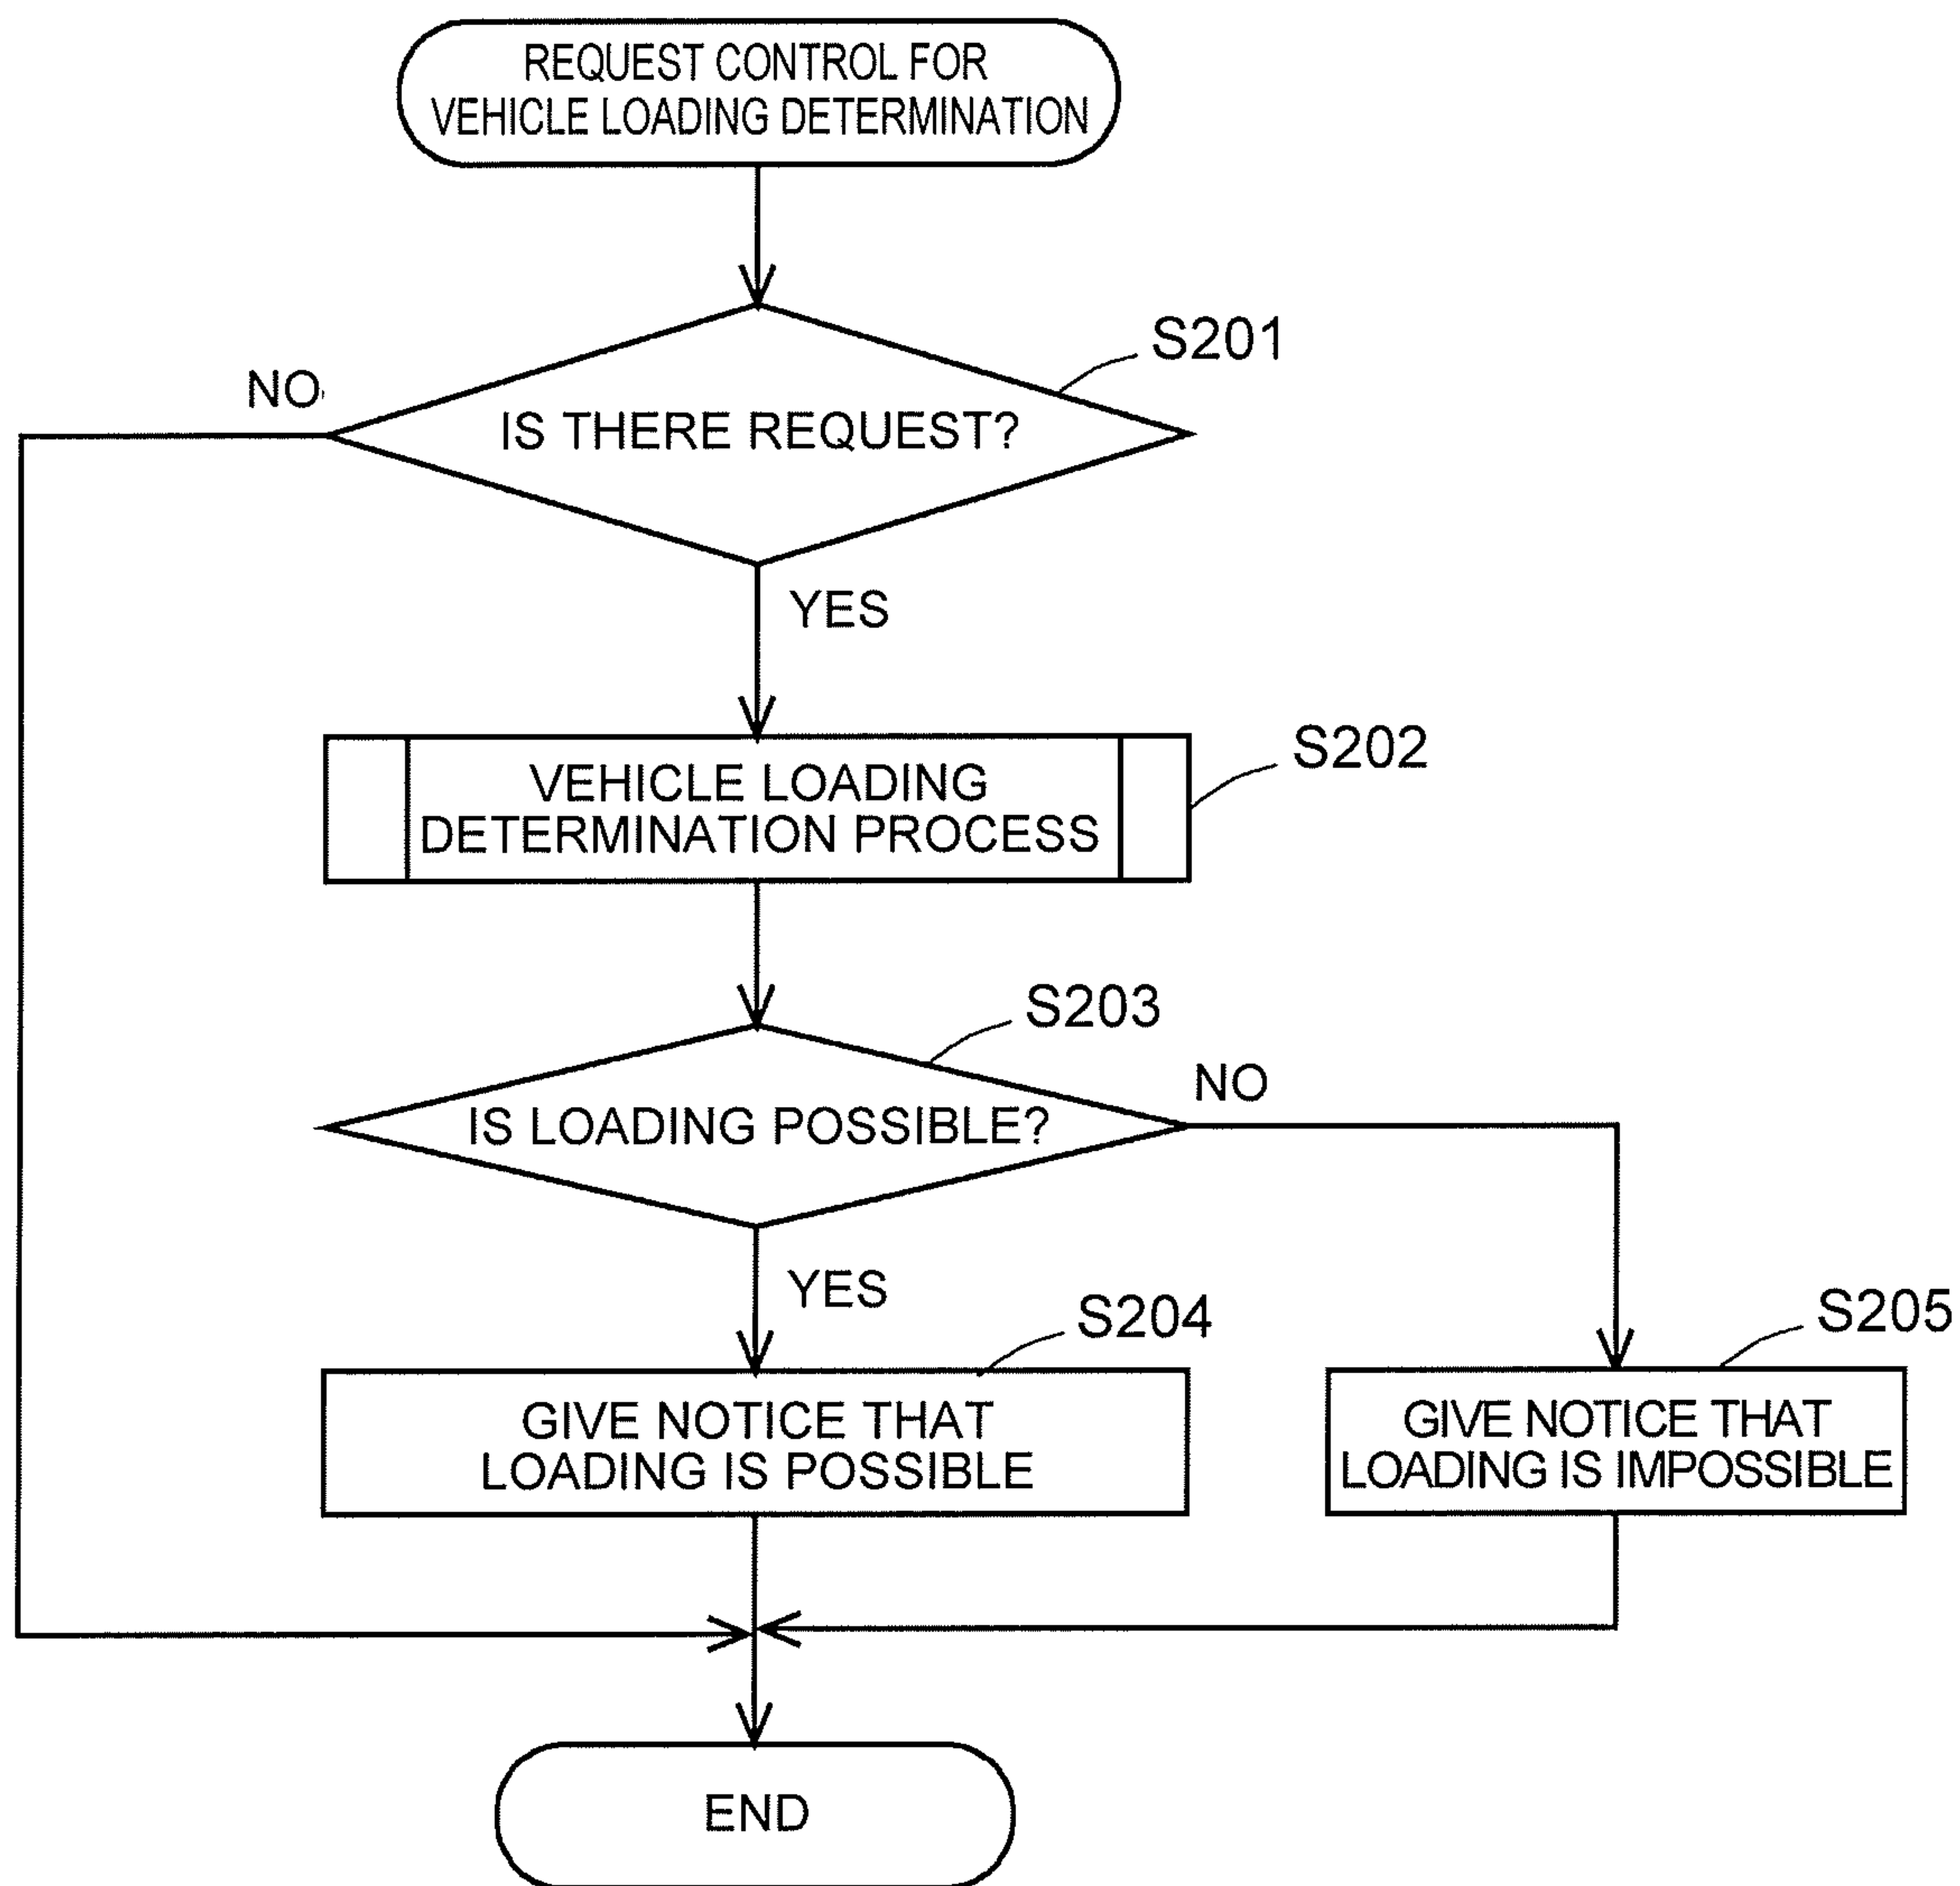 REQUEST CONTROL FOR
VEHICLE LOADING DETERMINATION
S201
NO
IS THERE REQUEST?
YES
S202
VEHICLE LOADING
DETERMINATION PROCESS
S203
NO
IS LOADING POSSIBLE?
YES
S204
S205
GIVE NOTICE THAT
LOADING IS POSSIBLE
GIVE NOTICE THAT
LOADING IS IMPOSSIBLE
END